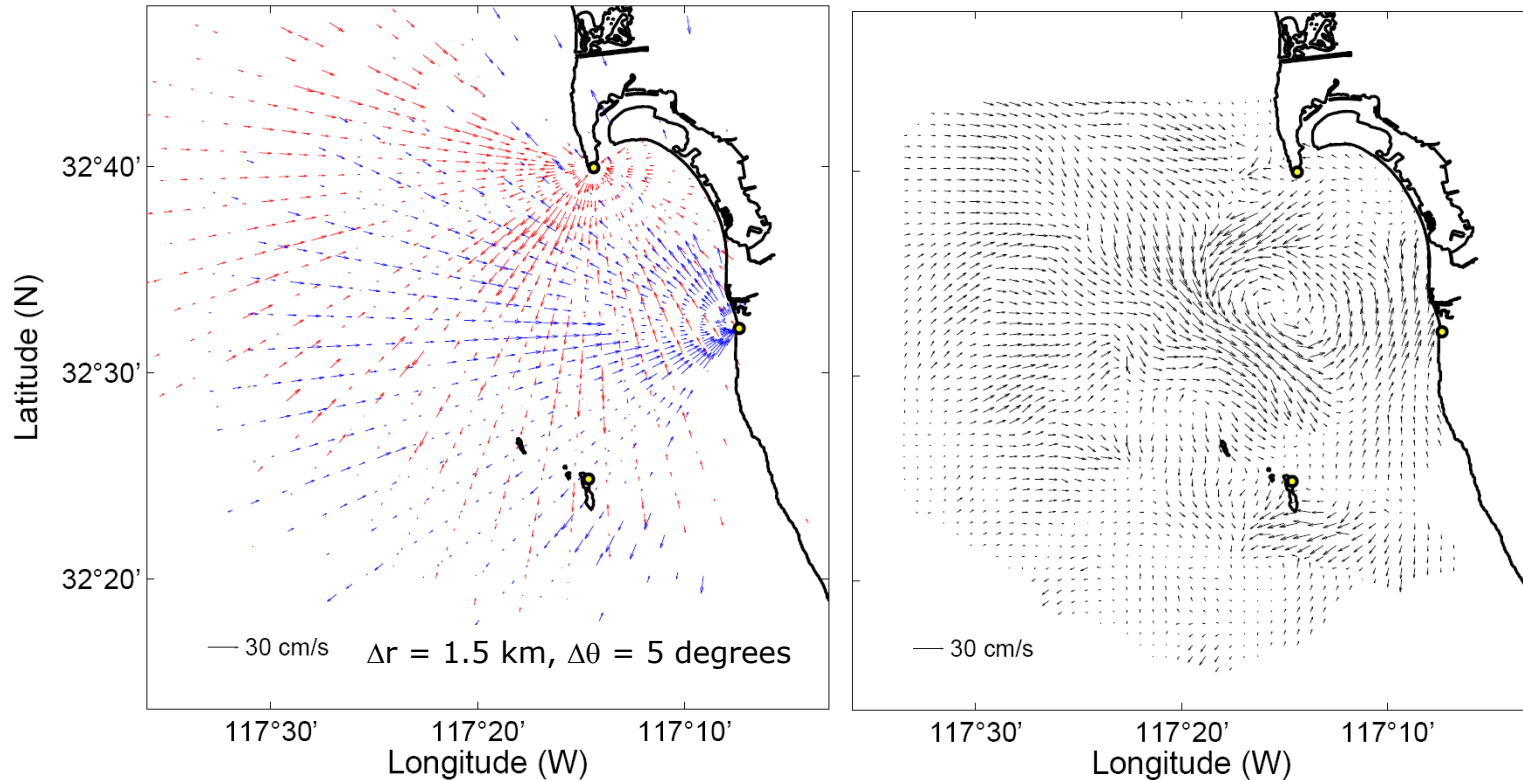 Latitude (N)
32°40'
32°30'
32°20'
30 cm/s
Δr = 1.5 km, Δθ = 5 degrees
117°30'
117°20'
117°10'
Longitude (W)
30 cm/s
117°30'
117°20'
117°10'
Longitude (W)